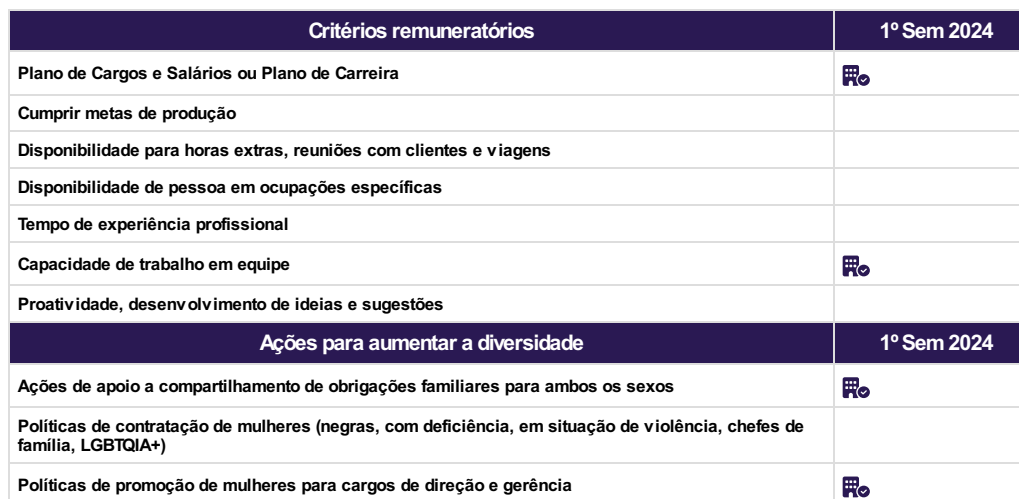 Critérios remuneratórios 1º Sem 2024
Plano de Cargos e Salários ou Plano de Carreira
Cumprir metas de produção
Disponibilidade para horas extras, reuniões com clientes e viagens
Disponibilidade de pessoa em ocupações específicas
Tempo de experiência profissional
Capacidade de trabalho em equipe
Proatividade, desenvolvimento de ideias e sugestões
Ações para aumentar a diversidade 1º Sem 2024
Ações de apoio a compartilhamento de obrigações familiares para ambos os sexos
Políticas de contratação de mulheres (negras, com deficiência, em situação de violência, chefes de
família, LGBTQIA+)
Políticas de promoção de mulheres para cargos de direção e gerência